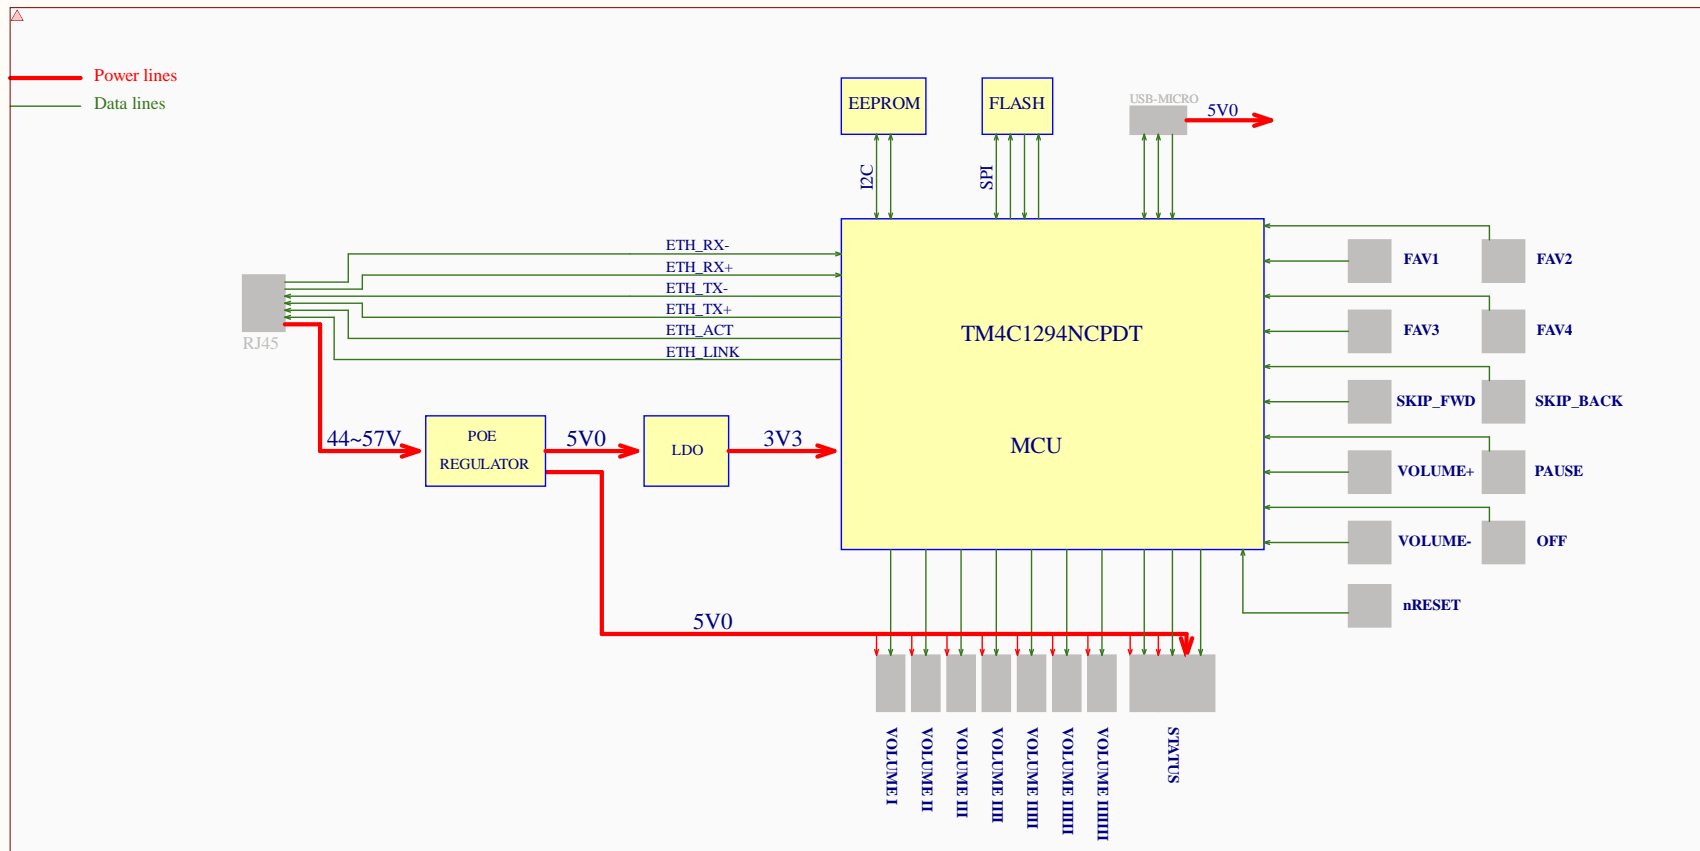 Power lines
Data lines
EEPROM
FLASH
USB-MICRO
5V0
I2C
SPI
ETH_RX-
ETH_RX+
ETH_TX-
ETH_TX+
ETH_ACT
ETH_LINK
RJ45
TM4C1294NCPDT
MCU
FAV1
FAV2
FAV3
FAV4
SKIP_FWD
SKIP_BACK
VOLUME+
PAUSE
VOLUME-
OFF
nRESET
44~57V
POE
REGULATOR
5V0
LDO
3V3
5V0
VOLUME I
VOLUME II
VOLUME III
VOLUME IIII
VOLUME IIIII
VOLUME IIIIII
VOLUME IIIIIII
STATUS